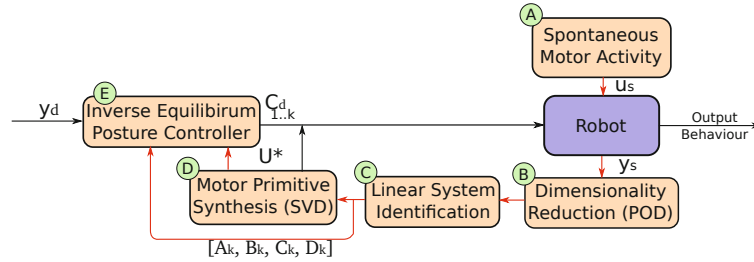 A
Spontaneous
Motor Activity
E
yd
Inverse Equilibirum
Posture Controller
C^d_1..k
us
Robot
Output
Behaviour
U*
ys
D
Motor Primitive
Synthesis (SVD)
C
Linear System
Identification
B
Dimensionality
Reduction (POD)
[Ak, Bk, Ck, Dk]